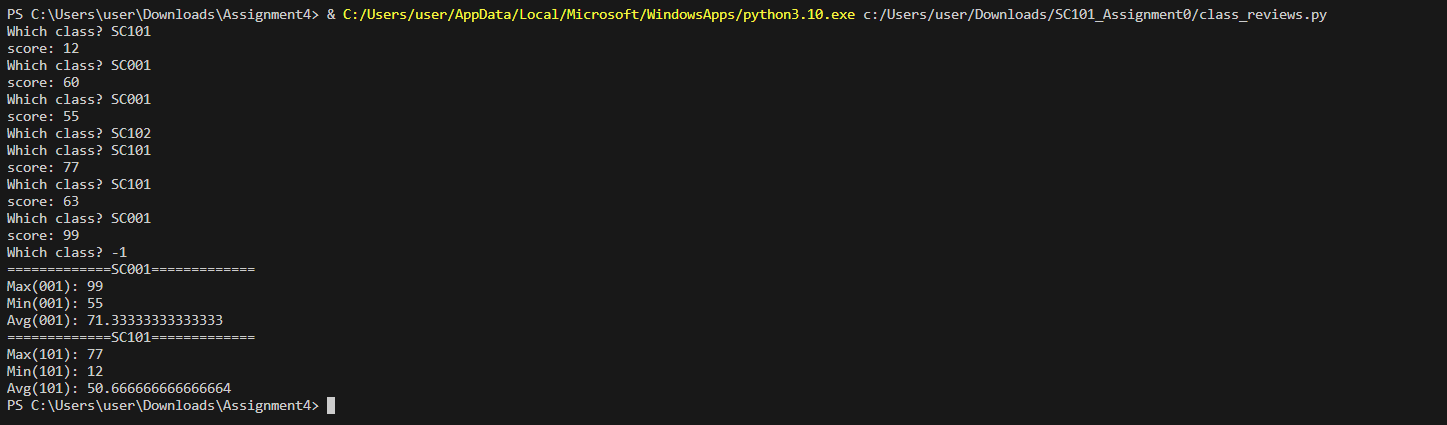 PS C:\Users\user\Downloads\Assignment4> & C:/Users/user/AppData/Local/Microsoft/WindowsApps/python3.10.exe c:/Users/user/Downloads/SC101_Assignment0/class_reviews.py
Which class? SC101
score: 12
Which class? SC001
score: 60
Which class? SC001
score: 55
Which class? SC102
Which class? SC101
score: 77
Which class? SC101
score: 63
Which class? SC001
score: 99
Which class? -1
=============SC001=============
Max(001): 99
Min(001): 55
Avg(001): 71.33333333333333
=============SC101=============
Max(101): 77
Min(101): 12
Avg(101): 50.666666666666664
PS C:\Users\user\Downloads\Assignment4>